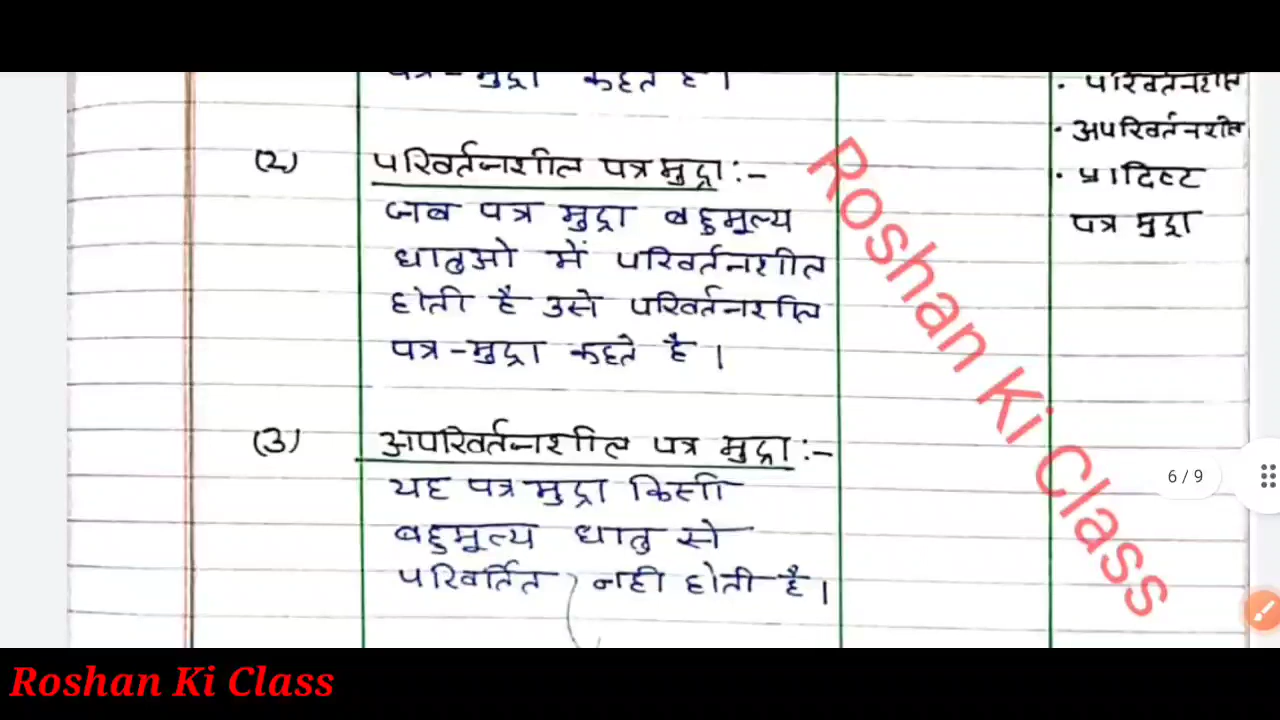 पत्र-मुद्रा कहते है।
(2) परिवर्तनशील पत्र मुद्रा :-
जब पत्र मुद्रा बहुमुल्य
धातुओ में परिवर्तनशील
होती है उसे परिवर्तनशील
पत्र-मुद्रा कहते है।
(3) अपरिवर्तनशील पत्र मुद्रा :-
यह पत्र मुद्रा किसी
बहुमूल्य धातु से
परिवर्तित नही होती है।
· परिवर्तनशील
· अपरिवर्तनशील
· प्रादिष्ट
पत्र मुद्रा
Roshan Ki Class
6 / 9
Roshan Ki Class